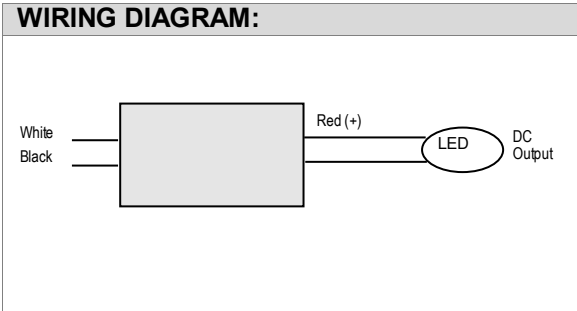 WIRING DIAGRAM:
Red (+)
White
LED
DC
Output
Black